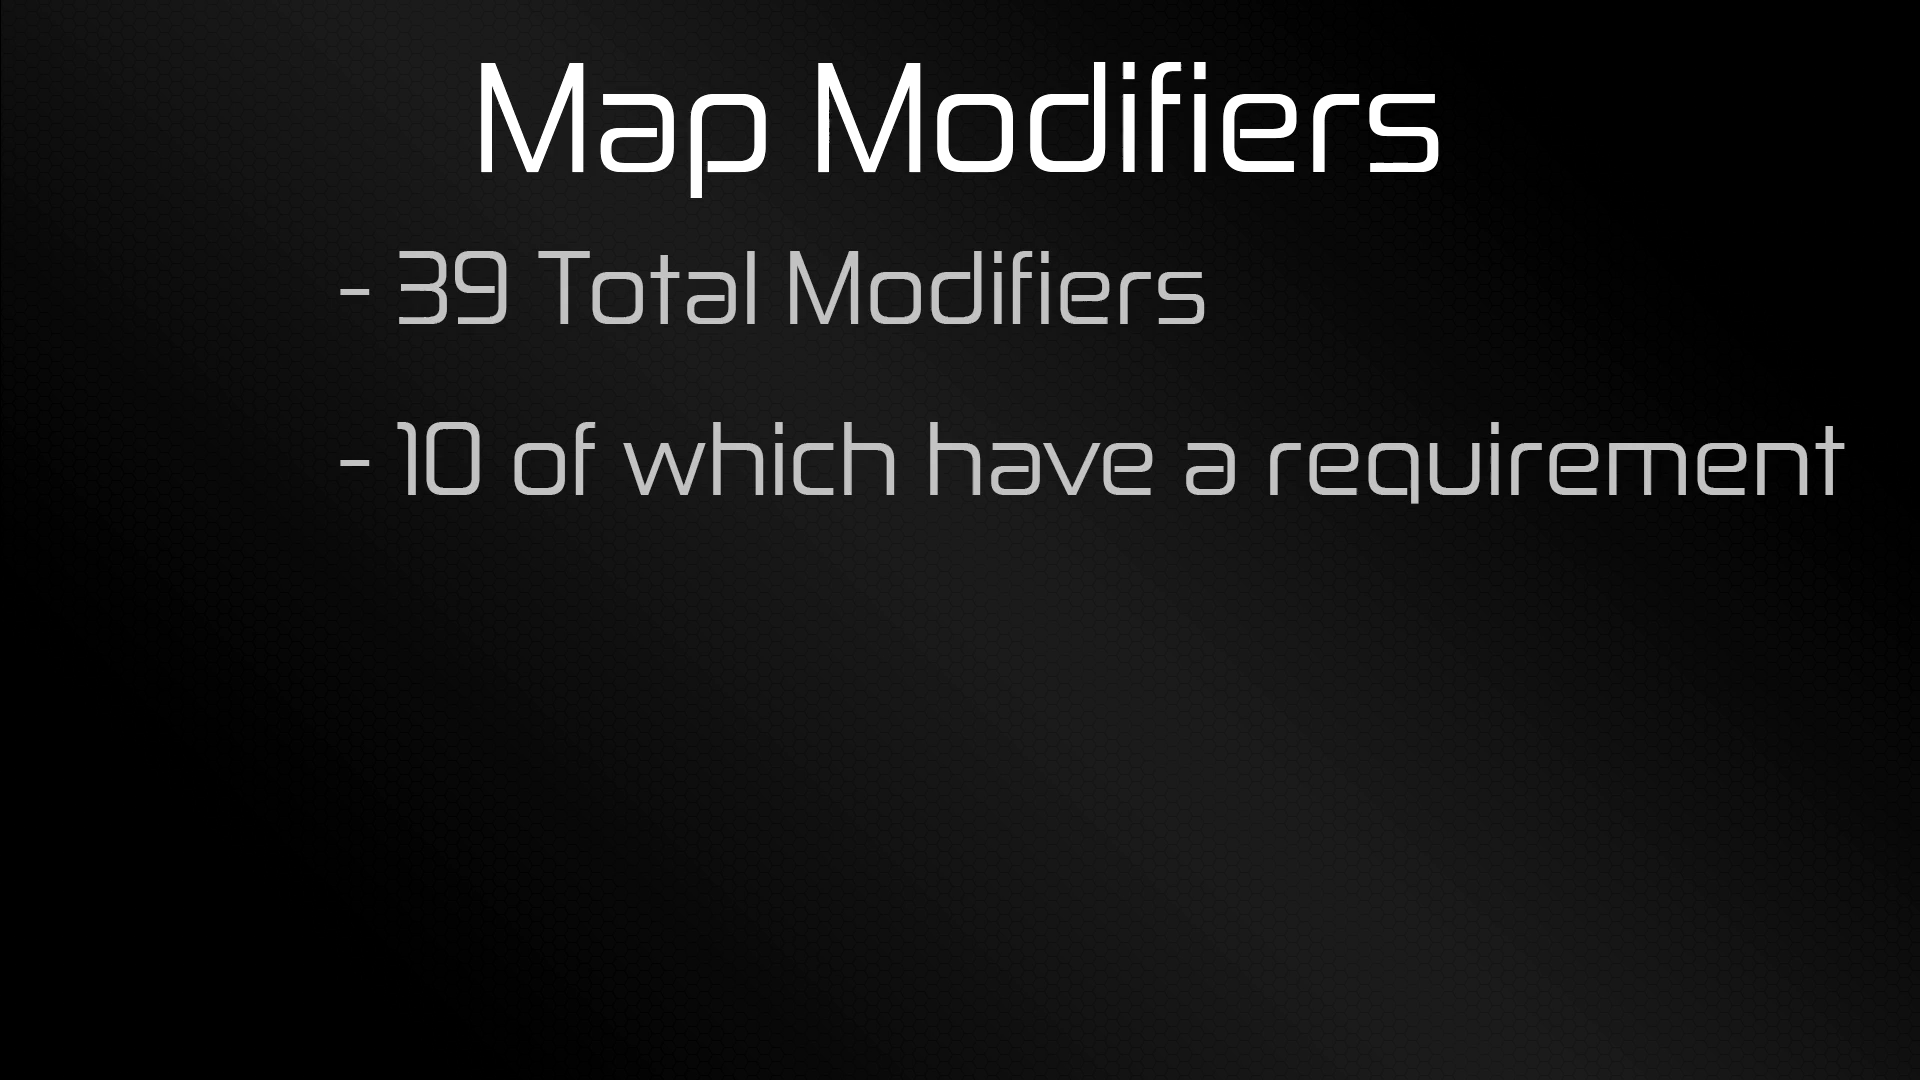 Map Modifiers
- 39 Total Modifiers
- 10 of which have a requirement